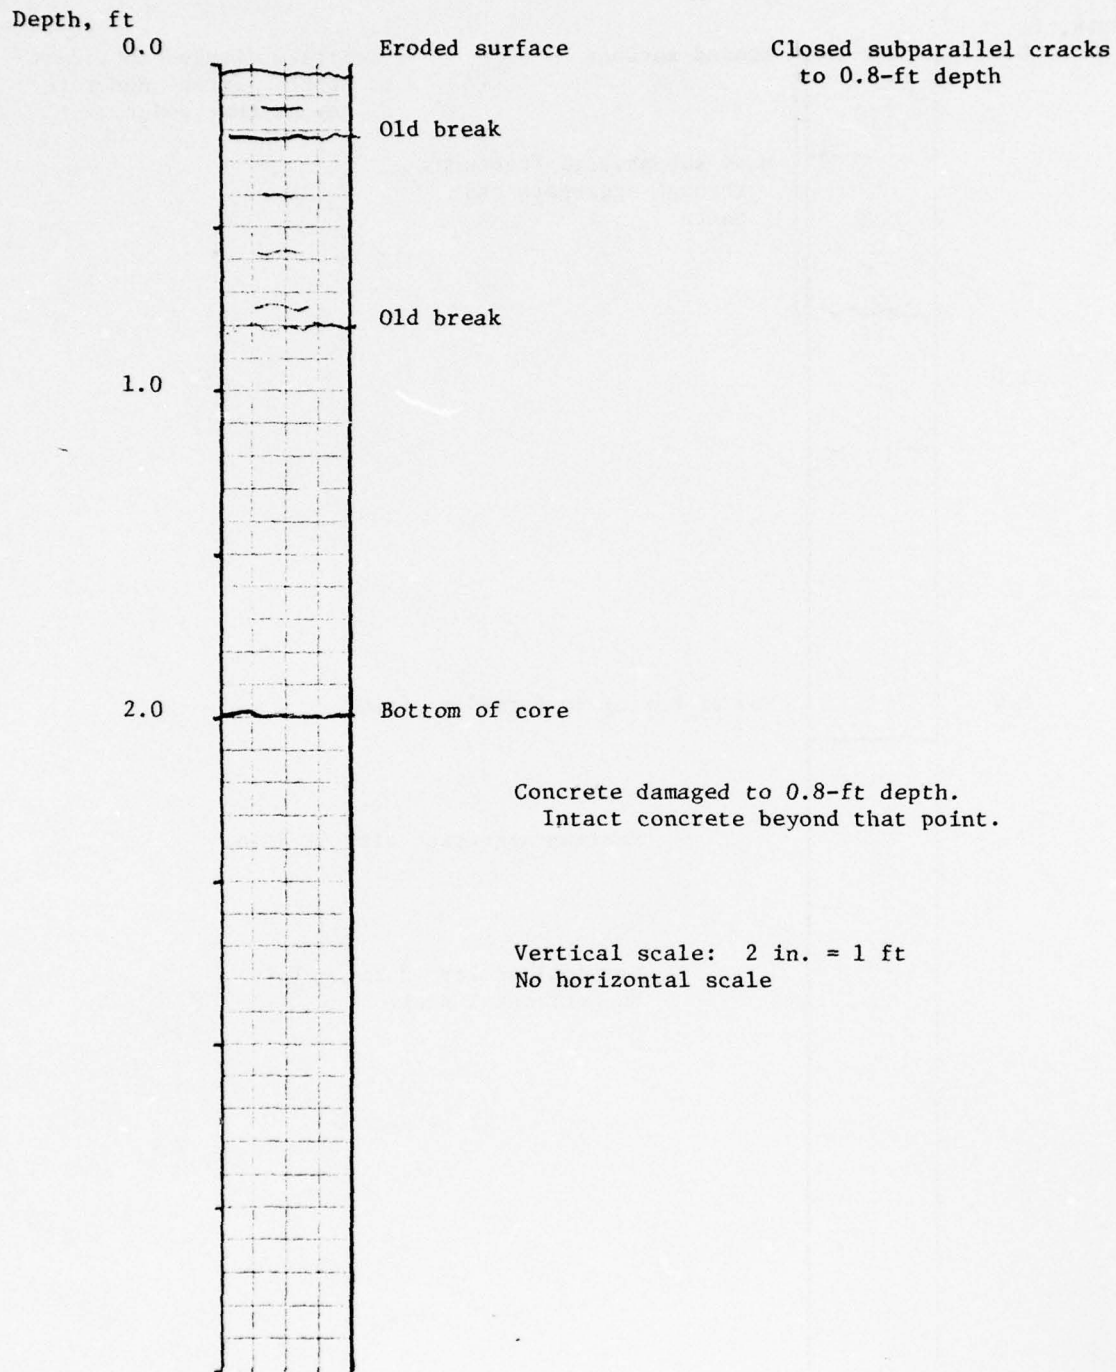 Depth, ft
0.0
Eroded surface
Closed subparallel cracks
to 0.8-ft depth
Old break
Old break
1.0
2.0
Bottom of core
Concrete damaged to 0.8-ft depth.
Intact concrete beyond that point.
Vertical scale: 2 in. = 1 ft
No horizontal scale